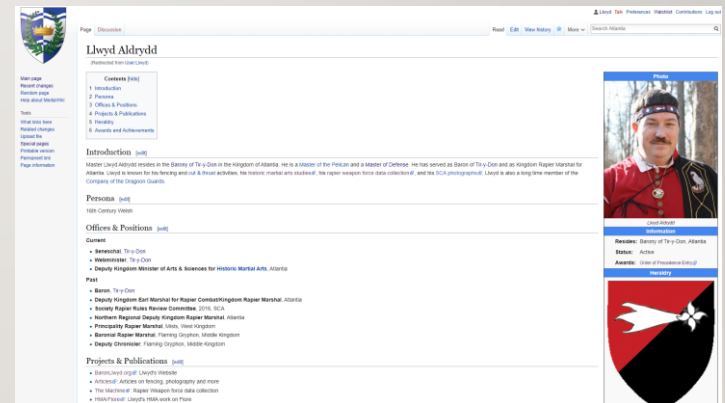 Llwyd Talk Preferences Watchlist Contributions Log out
Page Discussion Read Edit View history More Search Atlantia
Llwyd Aldrydd
(Redirected from User:Llwyd)
Main page
Recent changes
Random page
Help about MediaWiki
Tools
What links here
Related changes
Upload file
Special pages
Printable version
Permanent link
Page information
Contents [hide]
1 Introduction
2 Persona
3 Offices & Positions
4 Projects & Publications
5 Heraldry
6 Awards and Achievements
Introduction [edit]
Master Llwyd Aldrydd resides in the Barony of Tir-y-Don in the Kingdom of Atlantia. He is a Master of the Pelican and a Master of Defense. He has served as Baron of Tir-y-Don and as Kingdom Rapier Marshal for
Atlantia. Llwyd is known for his fencing and cut & thrust activities, his historic martial arts studies, his rapier weapon force data collection, and his SCA photographs. Llwyd is also a long time member of the
Company of the Dragoon Guards.
Persona [edit]
16th Century Welsh
Offices & Positions [edit]
Current
Seneschal, Tir-y-Don
Webminister, Tir-y-Don
Deputy Kingdom Minister of Arts & Sciences for Historic Martial Arts, Atlantia
Past
Baron, Tir-y-Don
Deputy Kingdom Earl Marshal for Rapier Combat/Kingdom Rapier Marshal, Atlantia
Society Rapier Rules Review Committee, 2016, SCA
Northern Regional Deputy Kingdom Rapier Marshal, Atlantia
Principality Rapier Marshal, Mists, West Kingdom
Baronial Rapier Marshal, Flaming Gryphon, Middle Kingdom
Deputy Chronicler, Flaming Gryphon, Middle Kingdom
Projects & Publications [edit]
BaronLlwyd.org Llwyd's Website
Articles Articles on fencing, photography and more
The Machine Rapier Weapon force data collection
HMA/Fiore Llwyd's HMA work on Fiore
Photo
Llwyd Aldrydd
Information
Resides: Barony of Tir-y-Don, Atlantia
Status: Active
Awards: Order of Precedence Entry
Heraldry